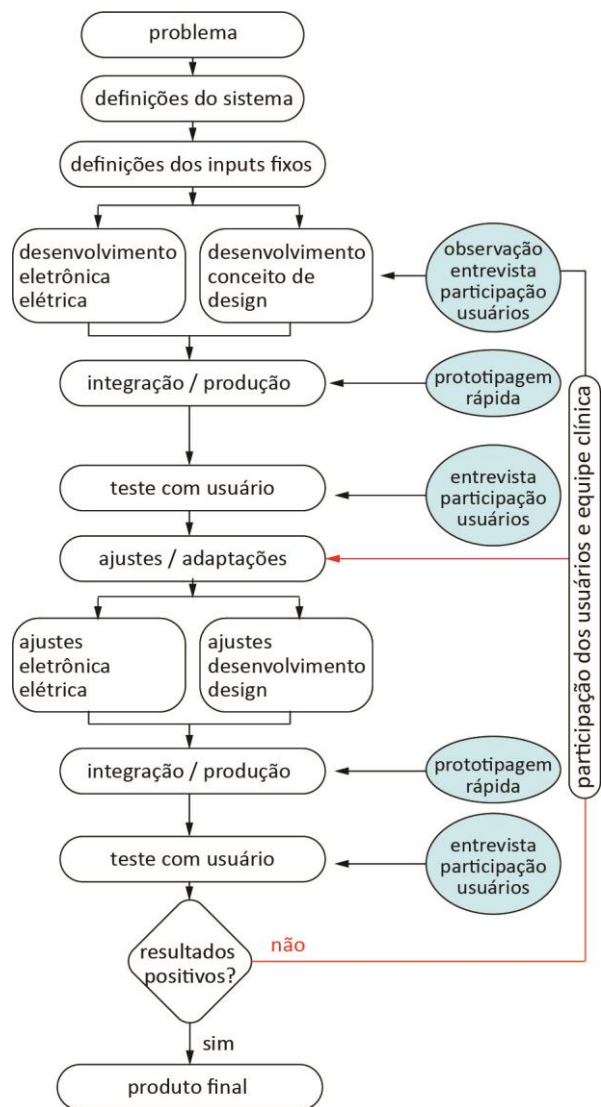 problema
definições do sistema
definições dos inputs fixos
desenvolvimento
eletrônica
elétrica
desenvolvimento
conceito de
design
observação
entrevista
participação
usuários
integração / produção
prototipagem
rápida
teste com usuário
entrevista
participação
usuários
ajustes / adaptações
participação dos usuários e equipe clínica
ajustes
eletrônica
elétrica
ajustes
desenvolvimento
design
integração / produção
prototipagem
rápida
teste com usuário
entrevista
participação
usuários
resultados
positivos?
não
sim
produto final